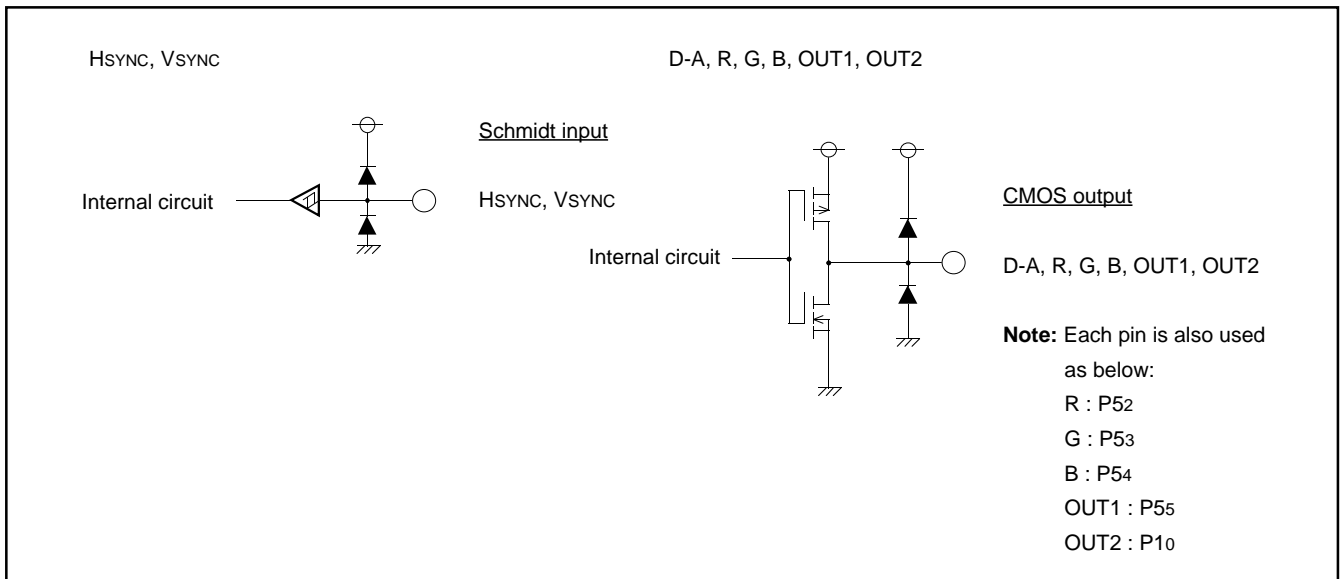 HSYNC, VSYNC
Schmidt input
Internal circuit
HSYNC, VSYNC
D-A, R, G, B, OUT1, OUT2
CMOS output
Internal circuit
D-A, R, G, B, OUT1, OUT2
Note: Each pin is also used
as below:
R : P52
G : P53
B : P54
OUT1 : P55
OUT2 : P10